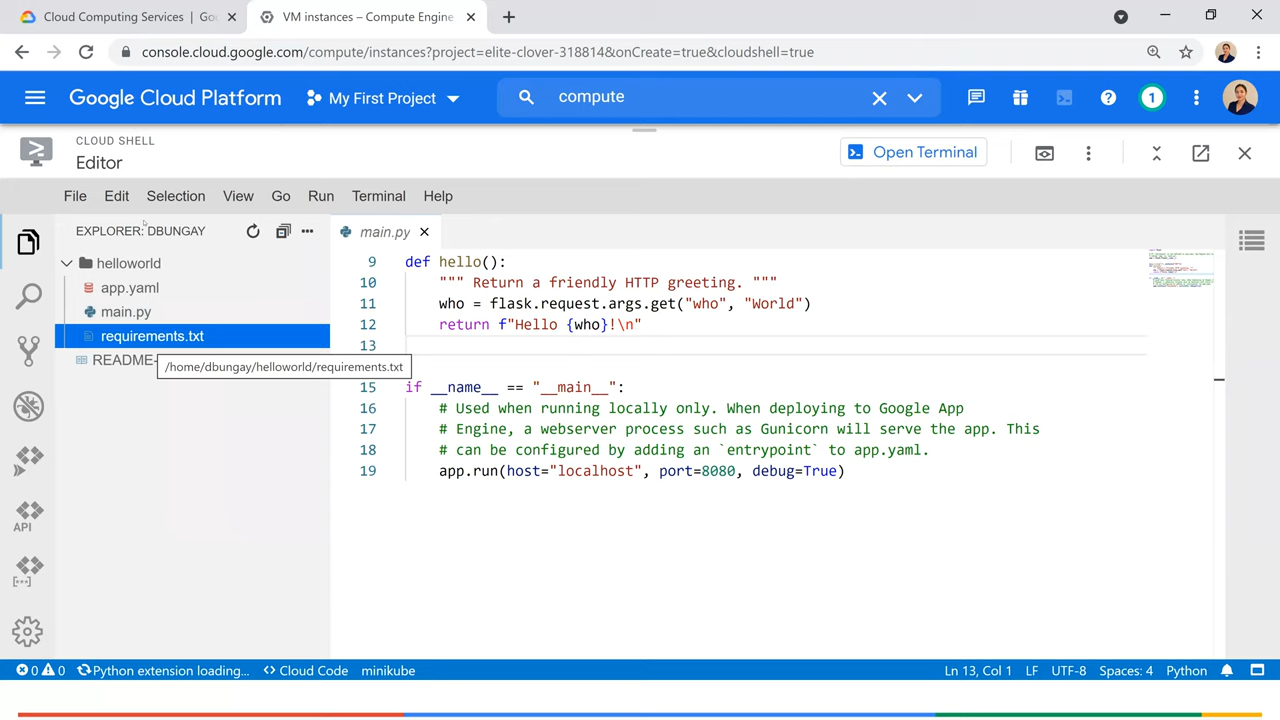 Cloud Computing Services | Goo
VM instances – Compute Engine
console.cloud.google.com/compute/instances?project=elite-clover-318814&onCreate=true&cloudshell=true
Google Cloud Platform
My First Project
compute
1
CLOUD SHELL
Editor
Open Terminal
File Edit Selection View Go Run Terminal Help
EXPLORER: DBUNGAY
main.py
helloworld
app.yaml
main.py
requirements.txt
README-
/home/dbungay/helloworld/requirements.txt
9 def hello():
10 """ Return a friendly HTTP greeting. """
11 who = flask.request.args.get("who", "World")
12 return f"Hello {who}!\n"
13
15 if __name__ == "__main__":
16 # Used when running locally only. When deploying to Google App
17 # Engine, a webserver process such as Gunicorn will serve the app. This
18 # can be configured by adding an `entrypoint` to app.yaml.
19 app.run(host="localhost", port=8080, debug=True)
API
0 0 Python extension loading... Cloud Code minikube Ln 13, Col 1 LF UTF-8 Spaces: 4 Python